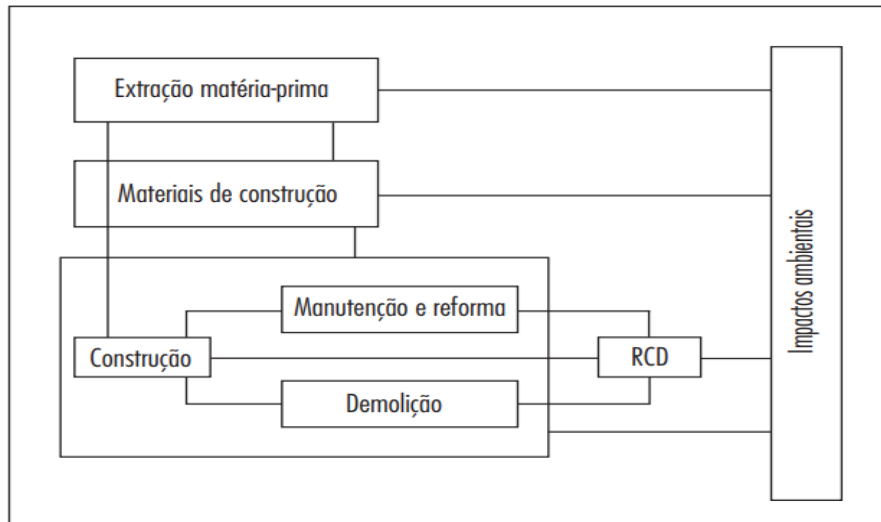 Extração matéria-prima
Materiais de construção
Manutenção e reforma
Construção
RCD
Demolição
Impactos ambientais